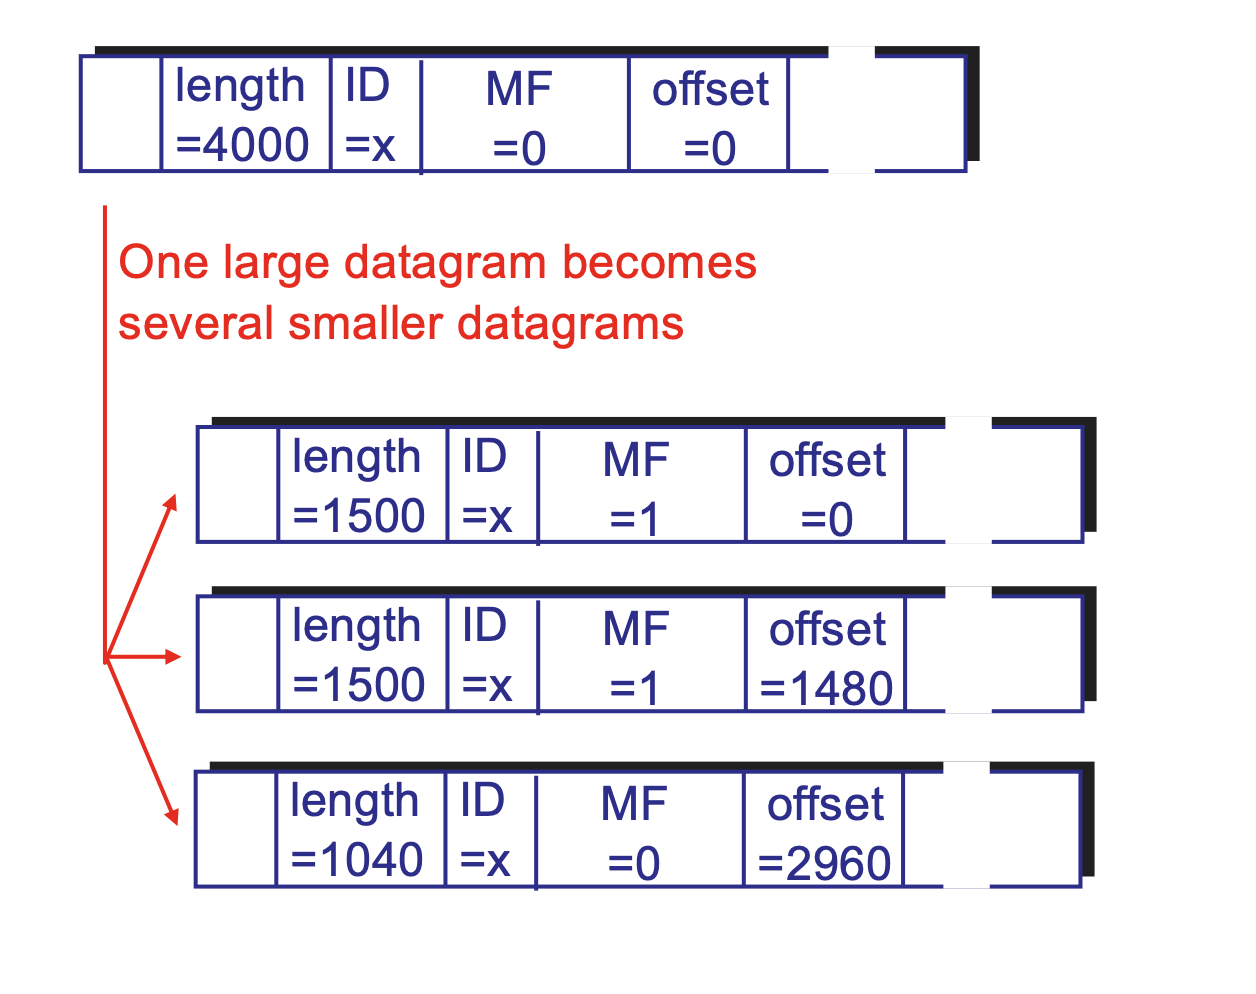 length ID MF offset
=4000 =x =0 =0
One large datagram becomes
several smaller datagrams
length ID MF offset
=1500 =x =1 =0
length ID MF offset
=1500 =x =1 =1480
length ID MF offset
=1040 =x =0 =2960